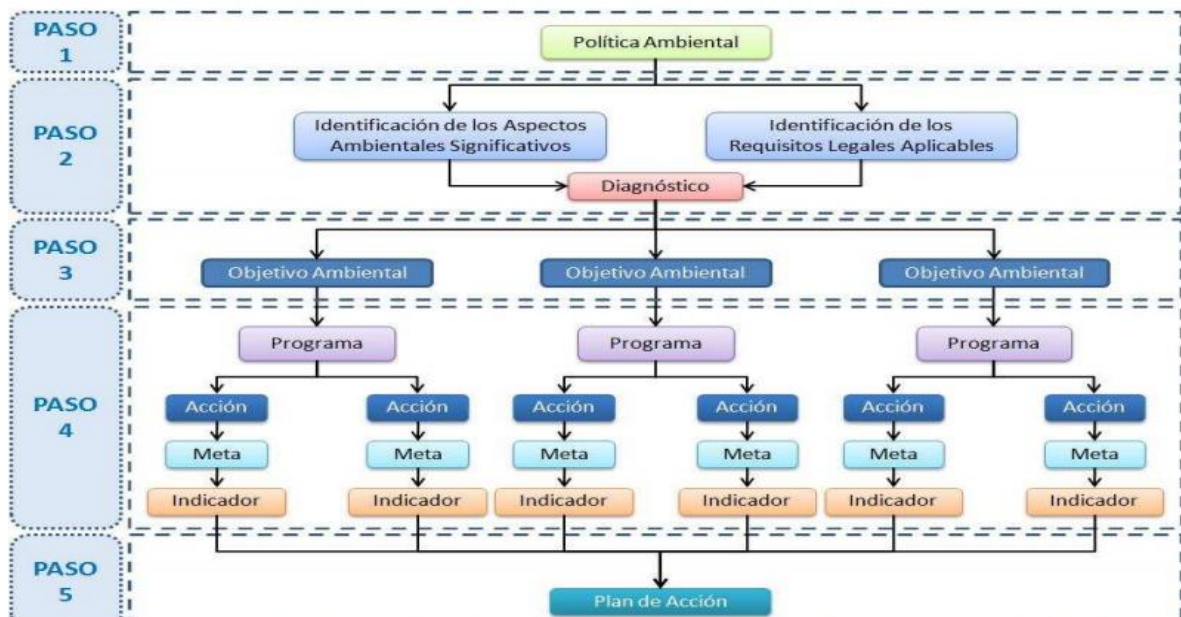 PASO
1
Política Ambiental
PASO
2
Identificación de los Aspectos
Ambientales Significativos
Identificación de los
Requisitos Legales Aplicables
Diagnóstico
PASO
3
Objetivo Ambiental
Objetivo Ambiental
Objetivo Ambiental
PASO
4
Programa
Programa
Programa
Acción
Acción
Acción
Acción
Acción
Acción
Meta
Meta
Meta
Meta
Meta
Meta
Indicador
Indicador
Indicador
Indicador
Indicador
Indicador
PASO
5
Plan de Acción